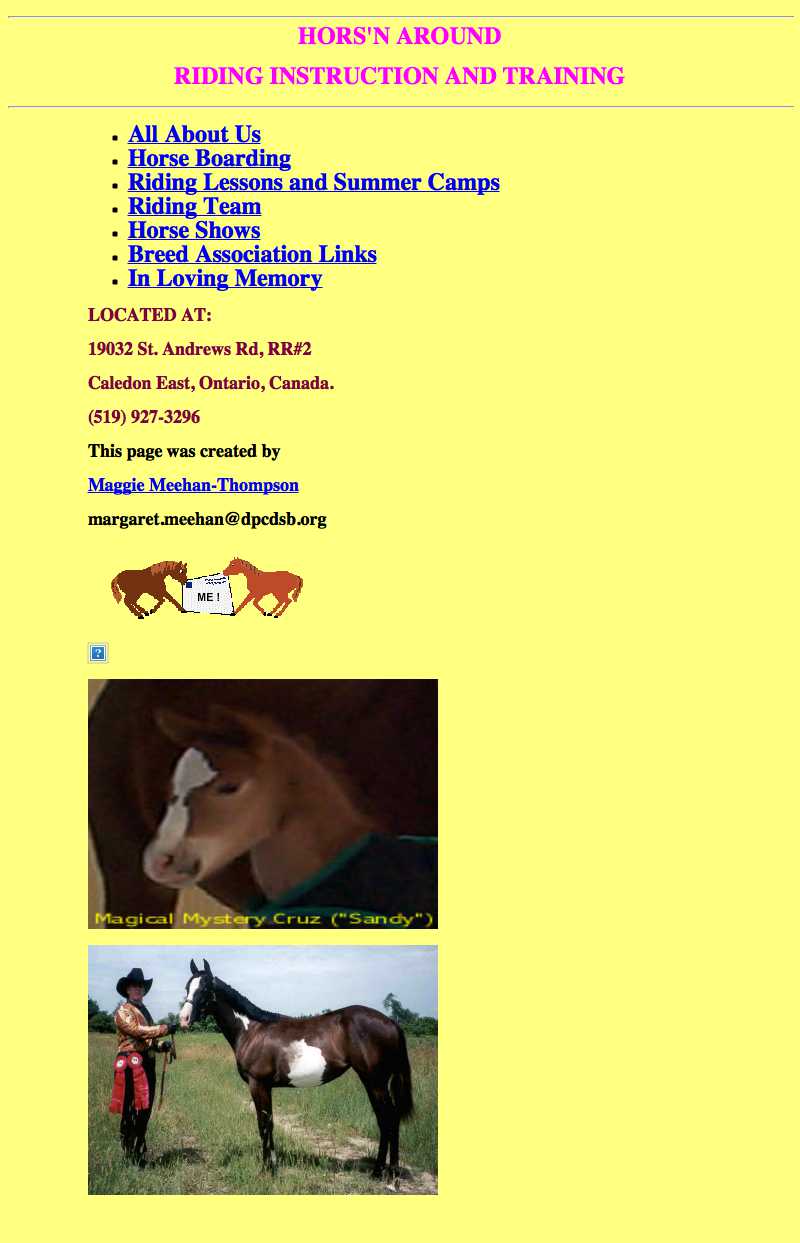 HORS'N AROUND
RIDING INSTRUCTION AND TRAINING
All About Us
Horse Boarding
Riding Lessons and Summer Camps
Riding Team
Horse Shows
Breed Association Links
In Loving Memory
LOCATED AT:
19032 St. Andrews Rd, RR#2
Caledon East, Ontario, Canada.
(519) 927-3296
This page was created by
Maggie Meehan-Thompson
margaret.meehan@dpcdsb.org
ME !
?
Magical Mystery Cruz ("Sandy")